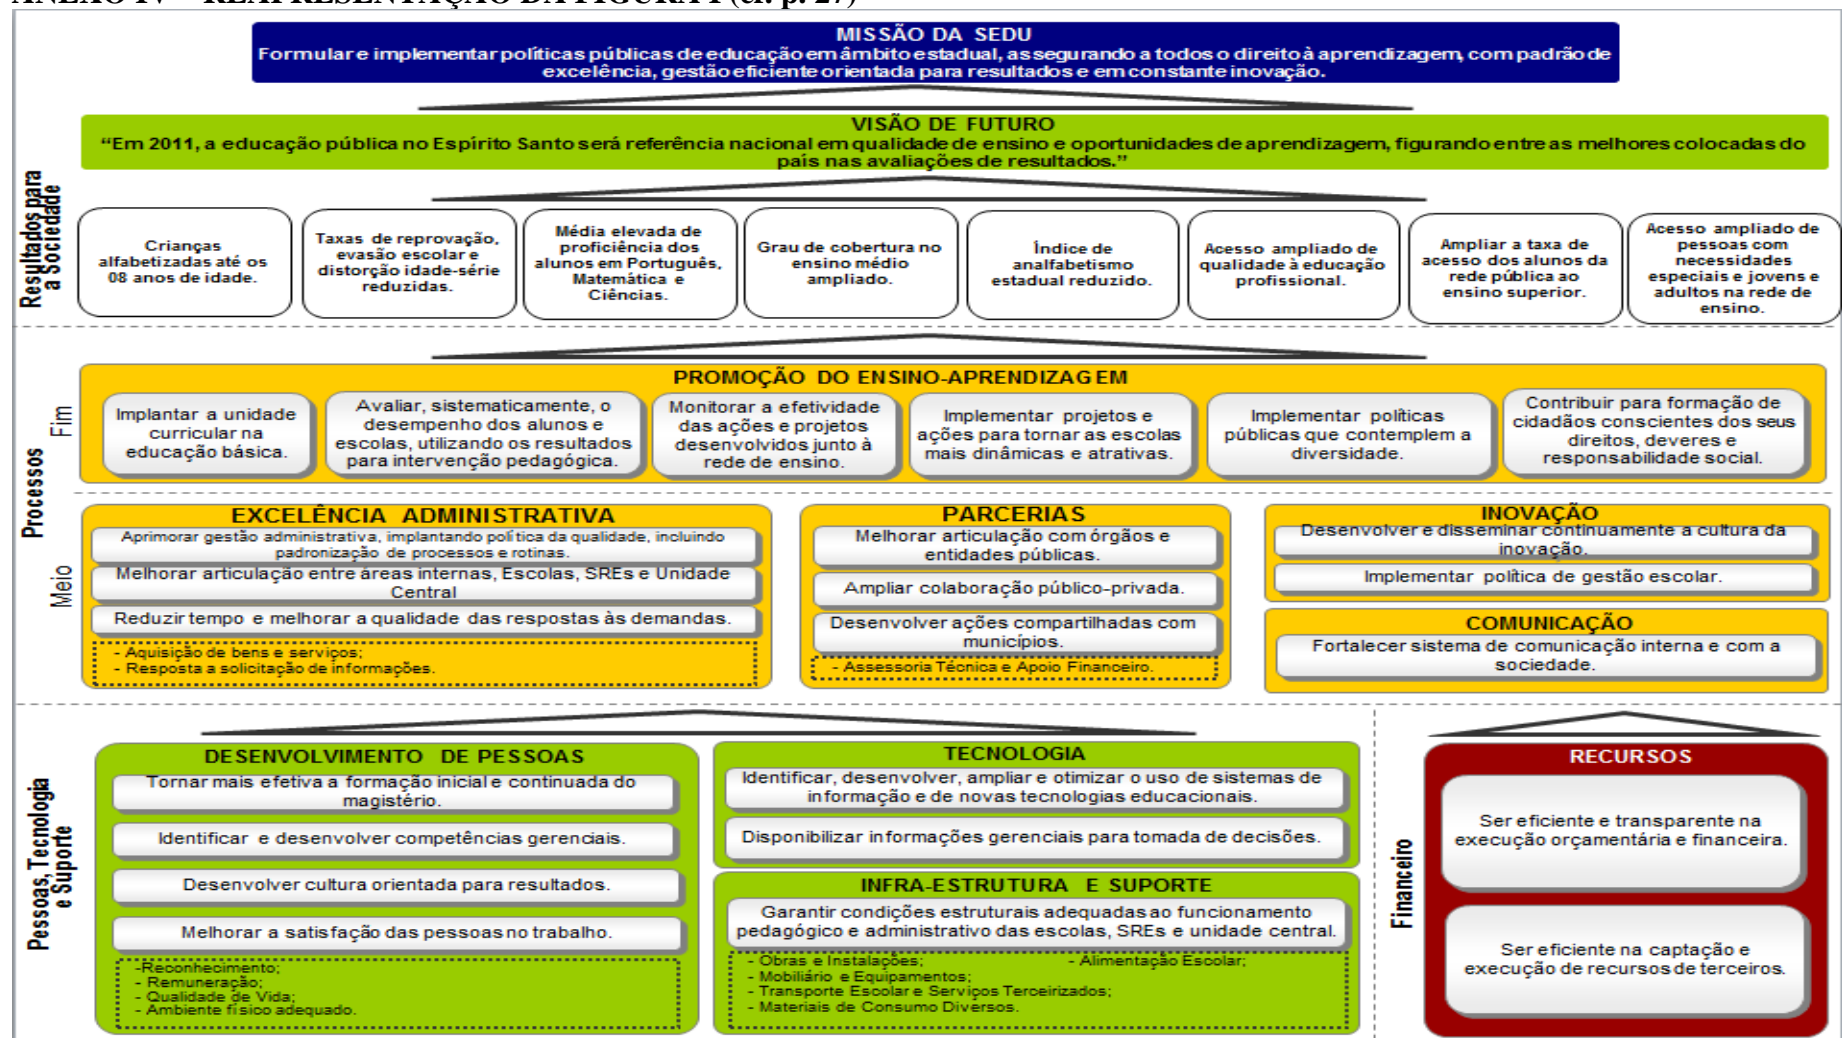 ANEXO IV – REAPRESENTAÇÃO DA FIGURA 1 (cf. p. 27)
MISSÃO DA SEDU
Formular e implementar políticas públicas de educação em âmbito estadual, assegurando a todos o direito à aprendizagem, com padrão de
excelência, gestão eficiente orientada para resultados e em constante inovação.
VISÃO DE FUTURO
“Em 2011, a educação pública no Espírito Santo será referência nacional em qualidade de ensino e oportunidades de aprendizagem, figurando entre as melhores colocadas do
país nas avaliações de resultados.”
Resultados para
a Sociedade
Crianças
alfabetizadas até os
08 anos de idade.
Taxas de reprovação,
evasão escolar e
distorção idade-série
reduzidas.
Média elevada de
proficiência dos
alunos em Português,
Matemática e
Ciências.
Grau de cobertura no
ensino médio
ampliado.
Índice de
analfabetismo
estadual reduzido.
Acesso ampliado de
qualidade à educação
profissional.
Ampliar a taxa de
acesso dos alunos da
rede pública ao
ensino superior.
Acesso ampliado de
pessoas com
necessidades
especiais e jovens e
adultos na rede de
ensino.
Processos
Fim
PROMOÇÃO DO ENSINO-APRENDIZAGEM
Implantar a unidade
curricular na
educação básica.
Avaliar, sistematicamente, o
desempenho dos alunos e
escolas, utilizando os resultados
para intervenção pedagógica.
Monitorar a efetividade
das ações e projetos
desenvolvidos junto à
rede de ensino.
Implementar projetos e
ações para tornar as escolas
mais dinâmicas e atrativas.
Implementar políticas
públicas que contemplem a
diversidade.
Contribuir para formação de
cidadãos conscientes dos seus
direitos, deveres e
responsabilidade social.
Meio
EXCELÊNCIA ADMINISTRATIVA
Aprimorar gestão administrativa, implantando política da qualidade, incluindo
padronização de processos e rotinas.
Melhorar articulação entre áreas internas, Escolas, SREs e Unidade
Central
Reduzir tempo e melhorar a qualidade das respostas às demandas.
- Aquisição de bens e serviços;
- Resposta a solicitação de informações.
PARCERIAS
Melhorar articulação com órgãos e
entidades públicas.
Ampliar colaboração público-privada.
Desenvolver ações compartilhadas com
municípios.
- Assessoria Técnica e Apoio Financeiro.
INOVAÇÃO
Desenvolver e disseminar continuamente a cultura da
inovação.
Implementar política de gestão escolar.
COMUNICAÇÃO
Fortalecer sistema de comunicação interna e com a
sociedade.
Pessoas, Tecnologia
e Suporte
DESENVOLVIMENTO DE PESSOAS
Tornar mais efetiva a formação inicial e continuada do
magistério.
Identificar e desenvolver competências gerenciais.
Desenvolver cultura orientada para resultados.
Melhorar a satisfação das pessoas no trabalho.
-Reconhecimento;
- Remuneração;
- Qualidade de Vida;
- Ambiente físico adequado.
TECNOLOGIA
Identificar, desenvolver, ampliar e otimizar o uso de sistemas de
informação e de novas tecnologias educacionais.
Disponibilizar informações gerenciais para tomada de decisões.
INFRA-ESTRUTURA E SUPORTE
Garantir condições estruturais adequadas ao funcionamento
pedagógico e administrativo das escolas, SREs e unidade central.
- Obras e Instalações; - Alimentação Escolar;
- Mobiliário e Equipamentos;
- Transporte Escolar e Serviços Terceirizados;
- Materiais de Consumo Diversos.
Financeiro
RECURSOS
Ser eficiente e transparente na
execução orçamentária e financeira.
Ser eficiente na captação e
execução de recursos de terceiros.